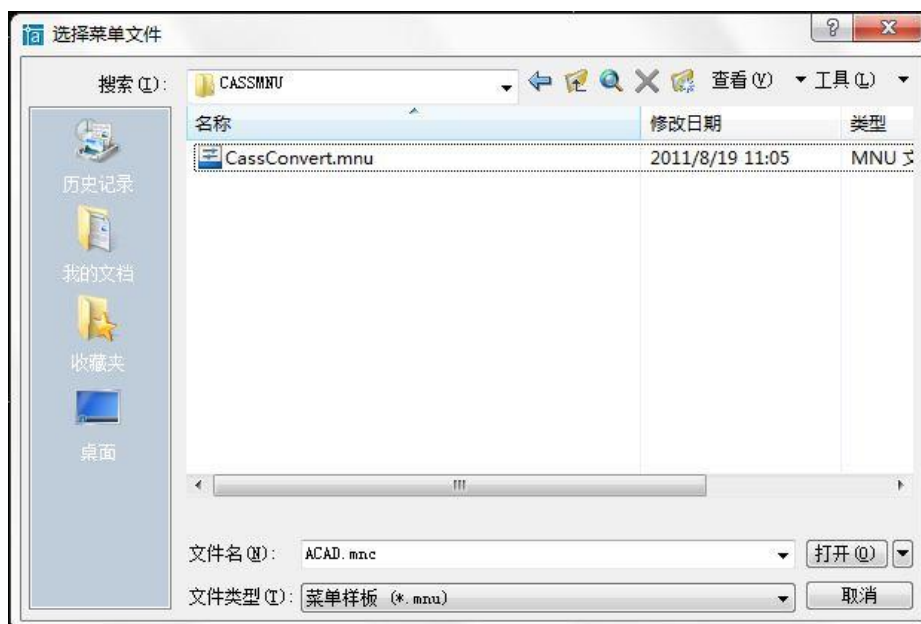 选择菜单文件
搜索(I): CASSMNU 查看(V) 工具(L)
名称 修改日期 类型
CassConvert.mnu 2011/8/19 11:05 MNU 文
历史记录
我的文档
收藏夹
桌面
文件名(N): ACAD.mnc 打开(O)
文件类型(T): 菜单样板 (*.mnu) 取消